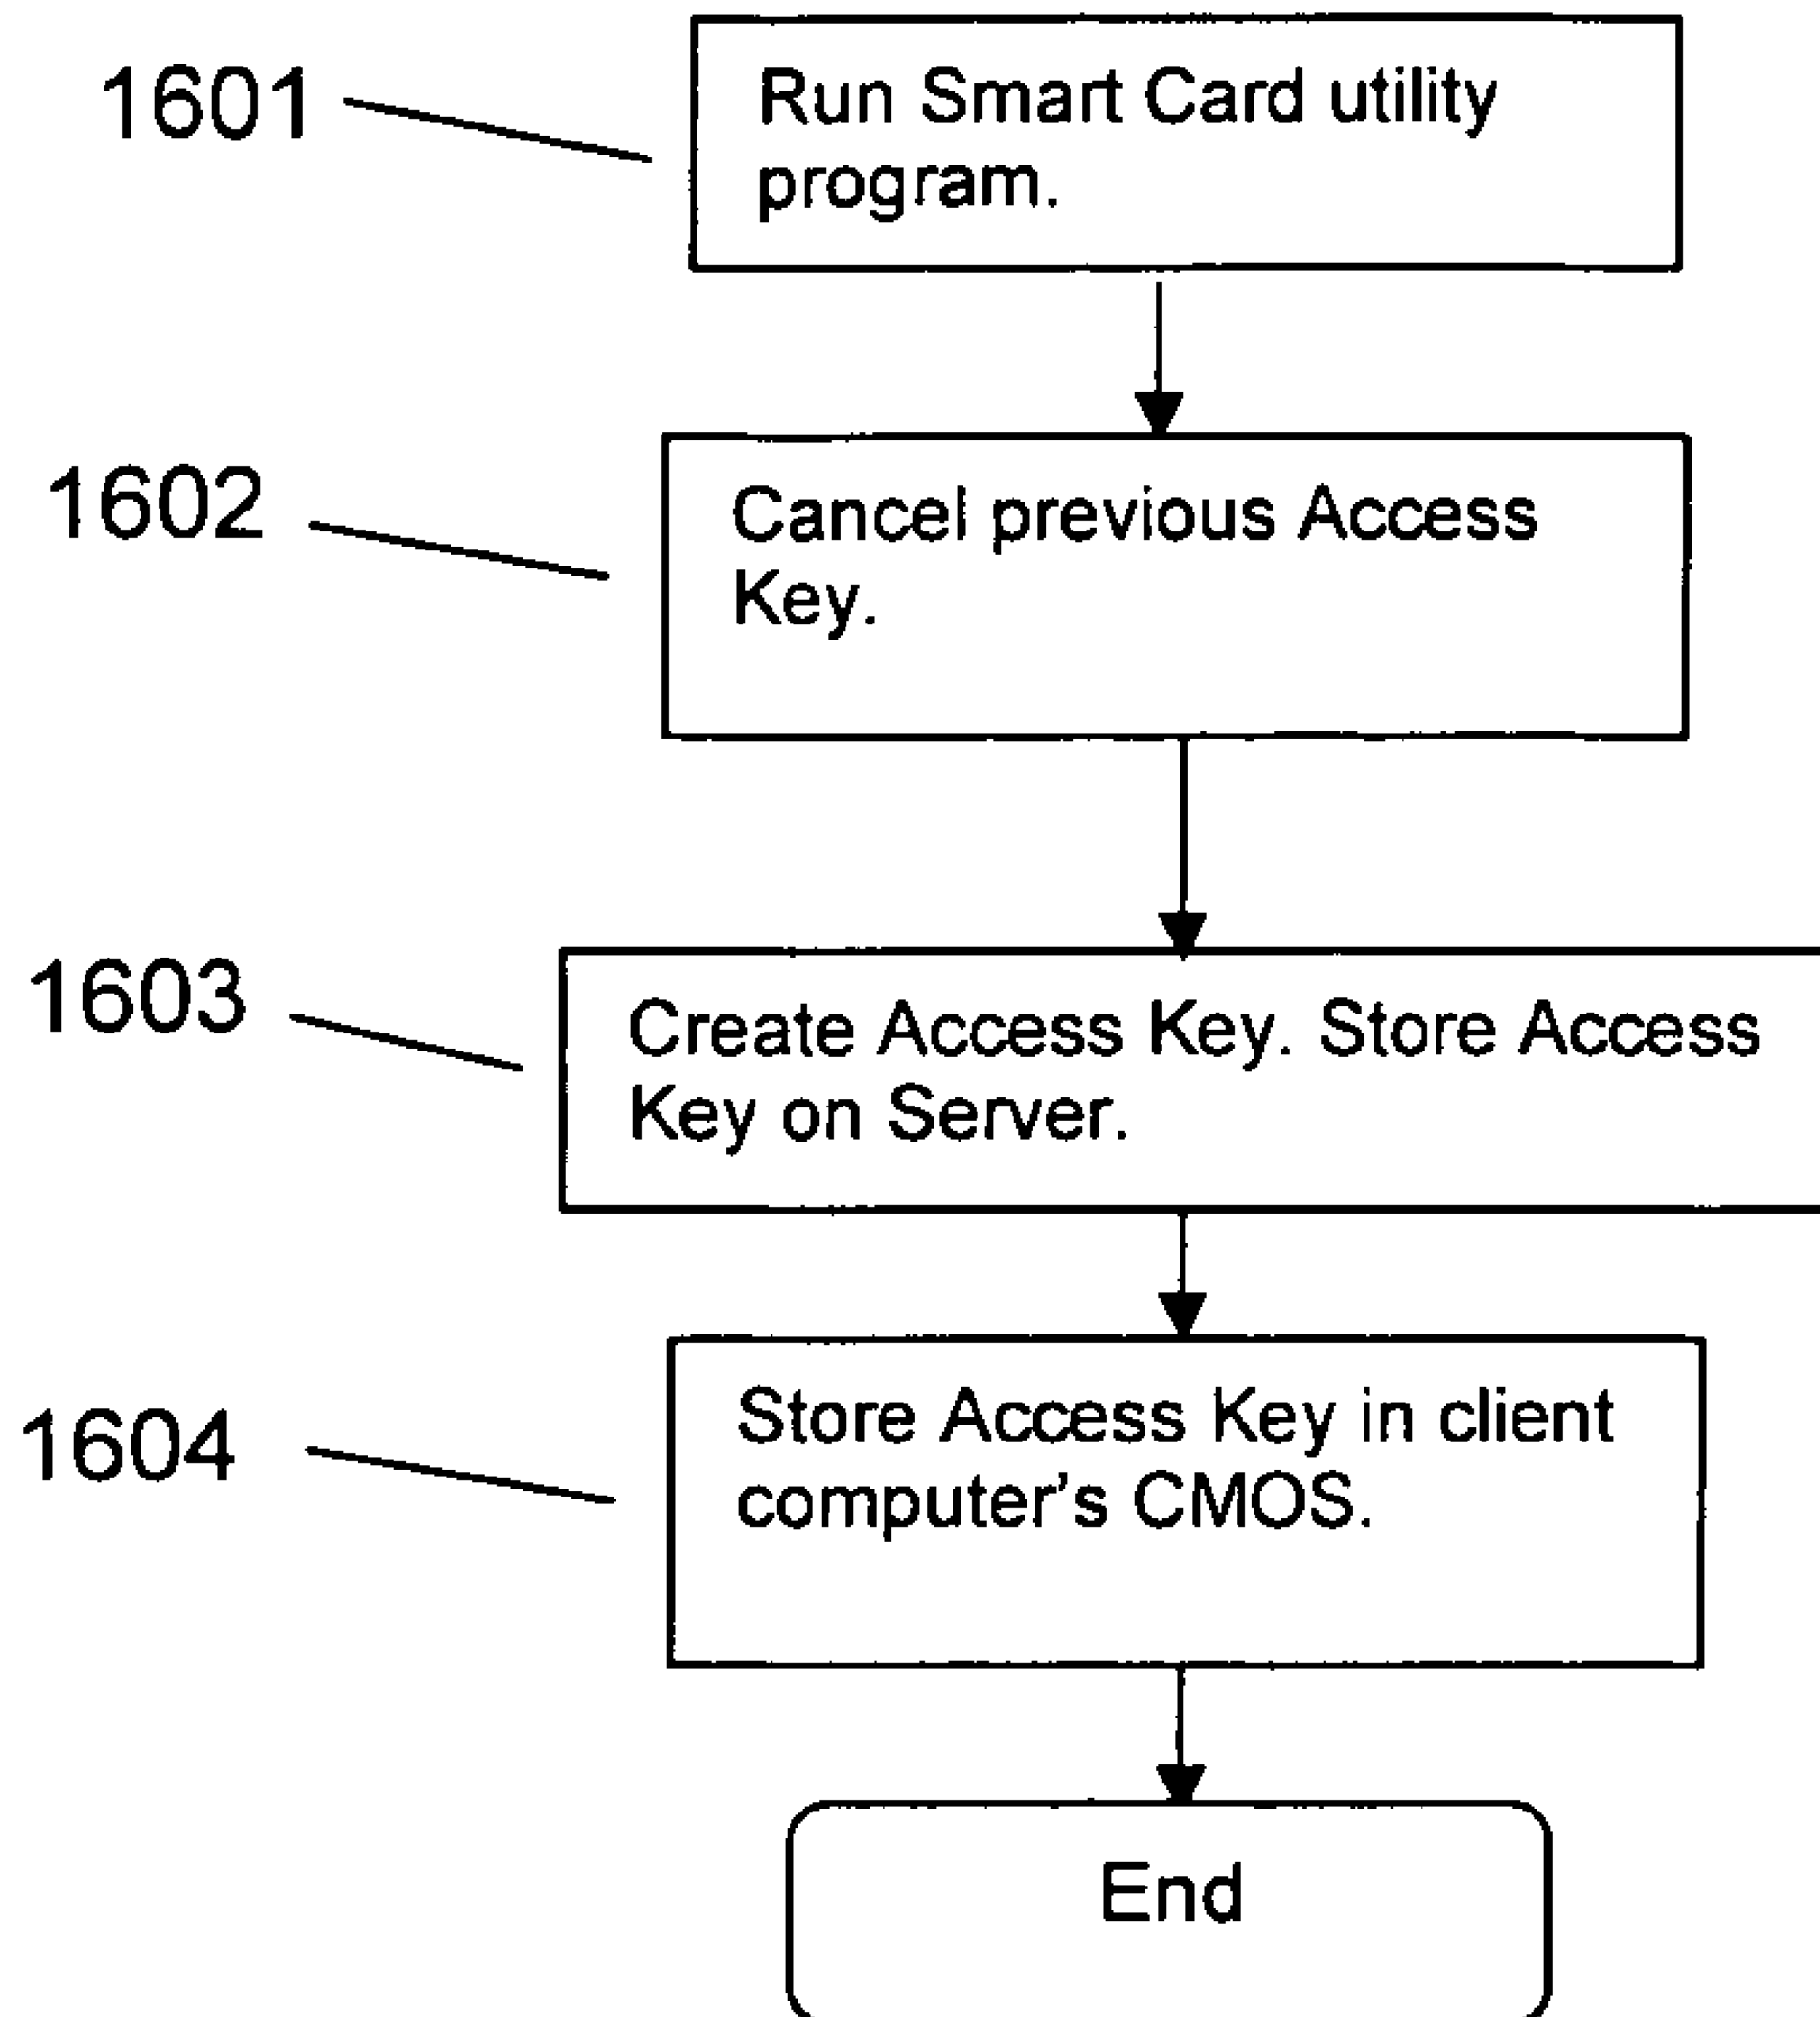 1601
Run Smart Card utility
program.
1602
Cancel previous Access
Key.
1603
Create Access Key. Store Access
Key on Server.
1604
Store Access Key in client
computer's CMOS.
End